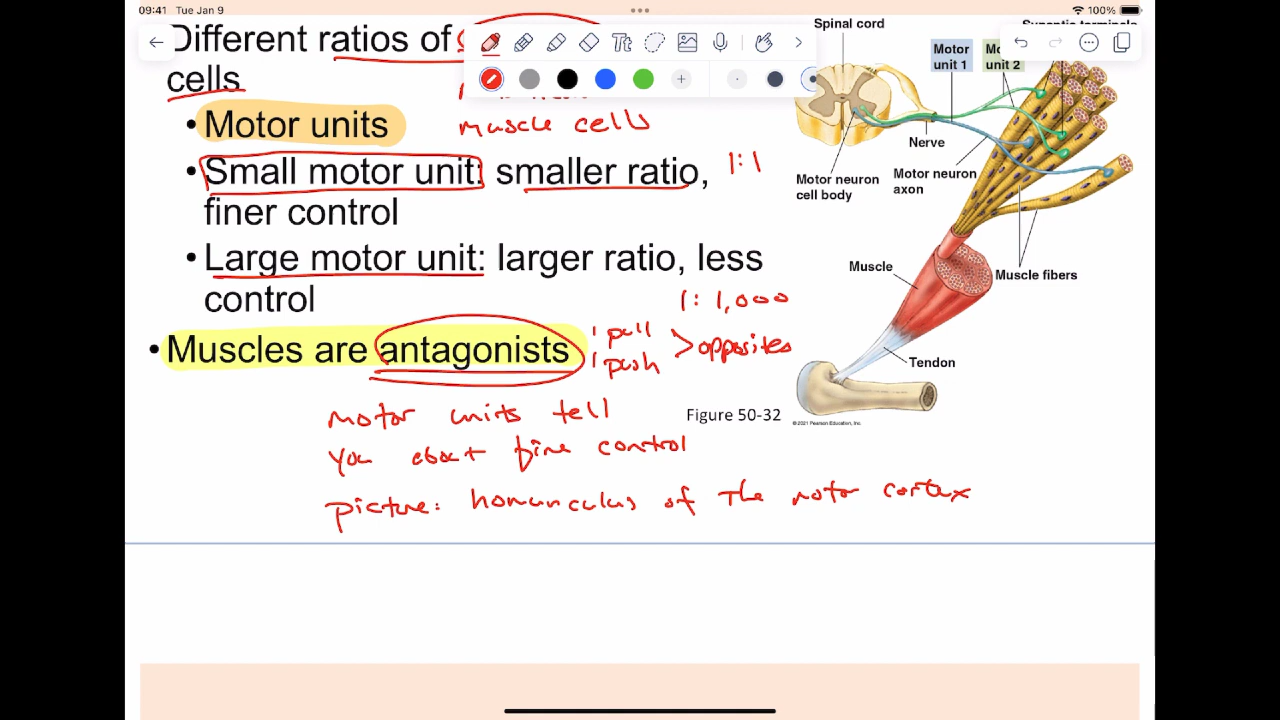 09:41 Tue Jan 9
100%
Different ratios of
cells
muscle cells
• Motor units
• Small motor unit: smaller ratio, 1:1
finer control
• Large motor unit: larger ratio, less
control
1: 1,000
• Muscles are antagonists
1 pull
1 push
> opposites
motor units tell
you about fine control
picture: homunculus of the motor cortex
Tt
Spinal cord
Motor
unit 1
unit 2
Nerve
Motor neuron
cell body
Motor neuron
axon
Muscle
Muscle fibers
Tendon
Figure 50-32
© 2021 Pearson Education, Inc.